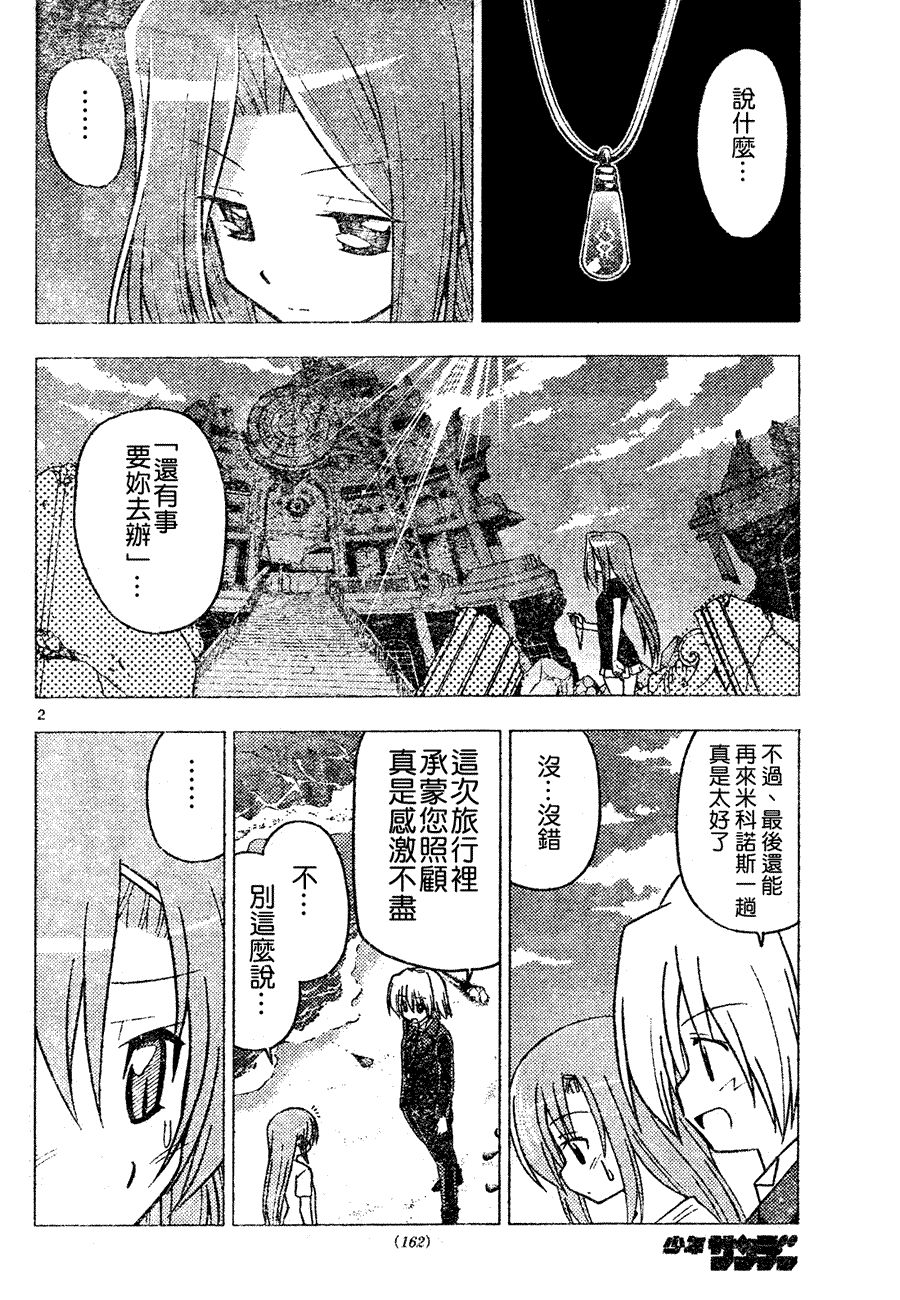 說什麼…
……
「還有事
要妳去辦」…
2
不過、最後還能
再來米科諾斯一趟
真是太好了
沒…沒錯
這次旅行裡
承蒙您照顧
真是感激不盡
不…
別這麼說…
……
(162)
少年サンデー